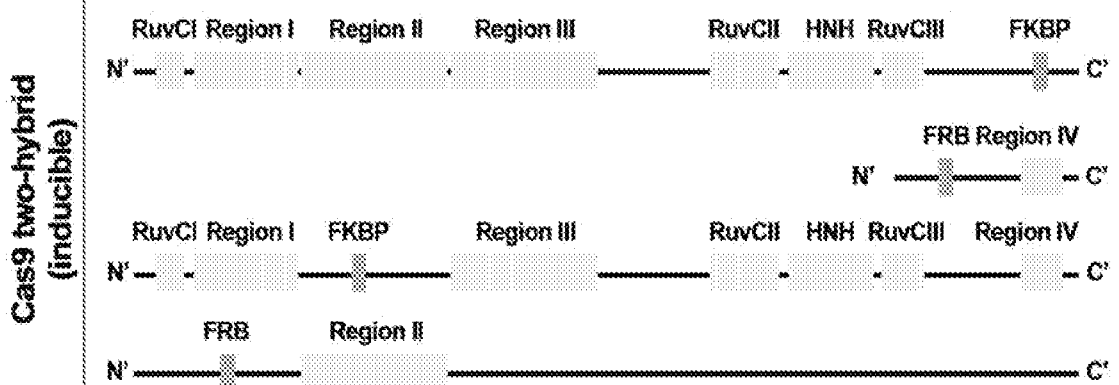 Cas9 two-hybrid
(inducible)
RuvCI Region I Region II Region III RuvCII HNH RuvCIII FKBP
N' C'
FRB Region IV
N' C'
RuvCI Region I FKBP Region III RuvCII HNH RuvCIII Region IV
N' C'
FRB Region II
N' C'